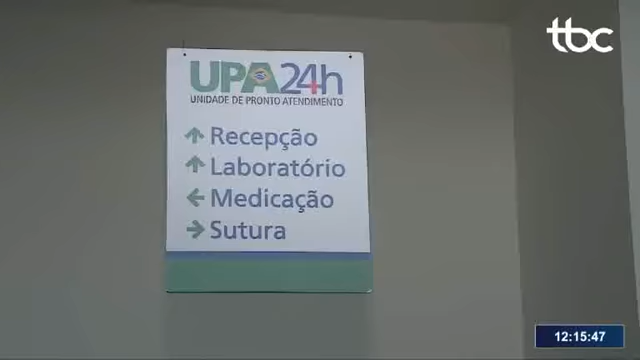 tbc
UPA24h
UNIDADE DE PRONTO ATENDIMENTO
↑ Recepção
↑ Laboratório
← Medicação
→ Sutura
12:15:47